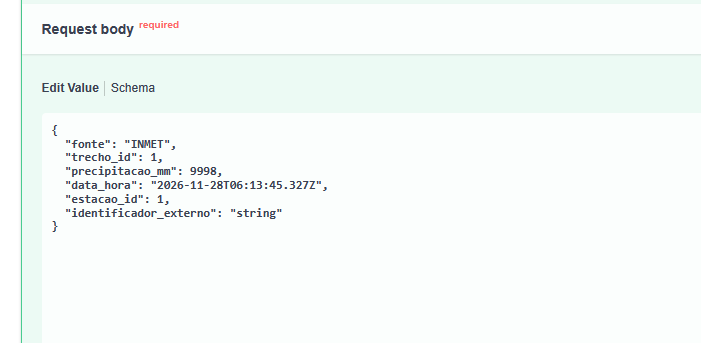 Request body required
Edit Value Schema
{
"fonte": "INMET",
"trecho_id": 1,
"precipitacao_mm": 9998,
"data_hora": "2026-11-28T06:13:45.327Z",
"estacao_id": 1,
"identificador_externo": "string"
}